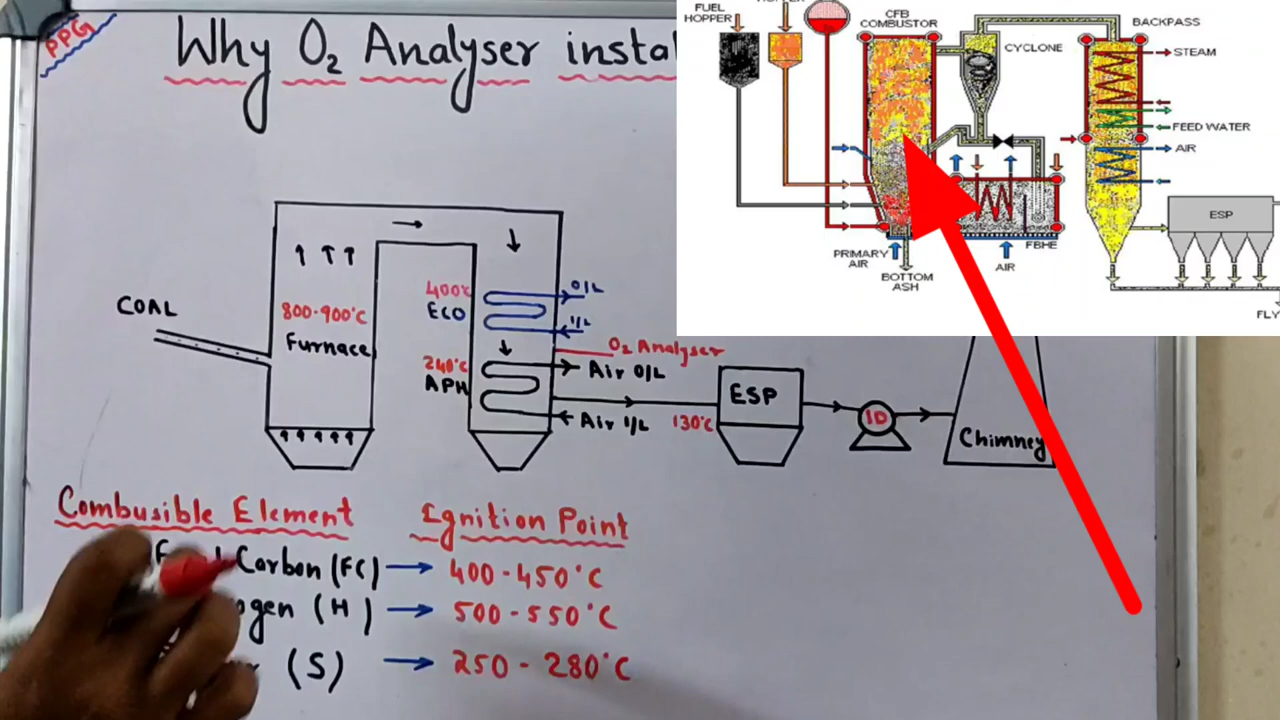 PPG
Why O2 Analyser
FUEL
HOPPER
CFB
COMBUSTOR
CYCLONE
BACKPASS
STEAM
FEED WATER
AIR
ESP
FBHE
PRIMARY
AIR
AIR
BOTTOM
ASH
COAL
800-900°C
Furnace
400°C
ECO
O/L
I/L
O2 Analyser
240°C
APH
Air O/L
Air I/L
130°C
ESP
ID
Chimney
Combusible Element
Ignition Point
Carbon (FC) → 400-450°C
(H) → 500-550°C
(S) → 250-280°C